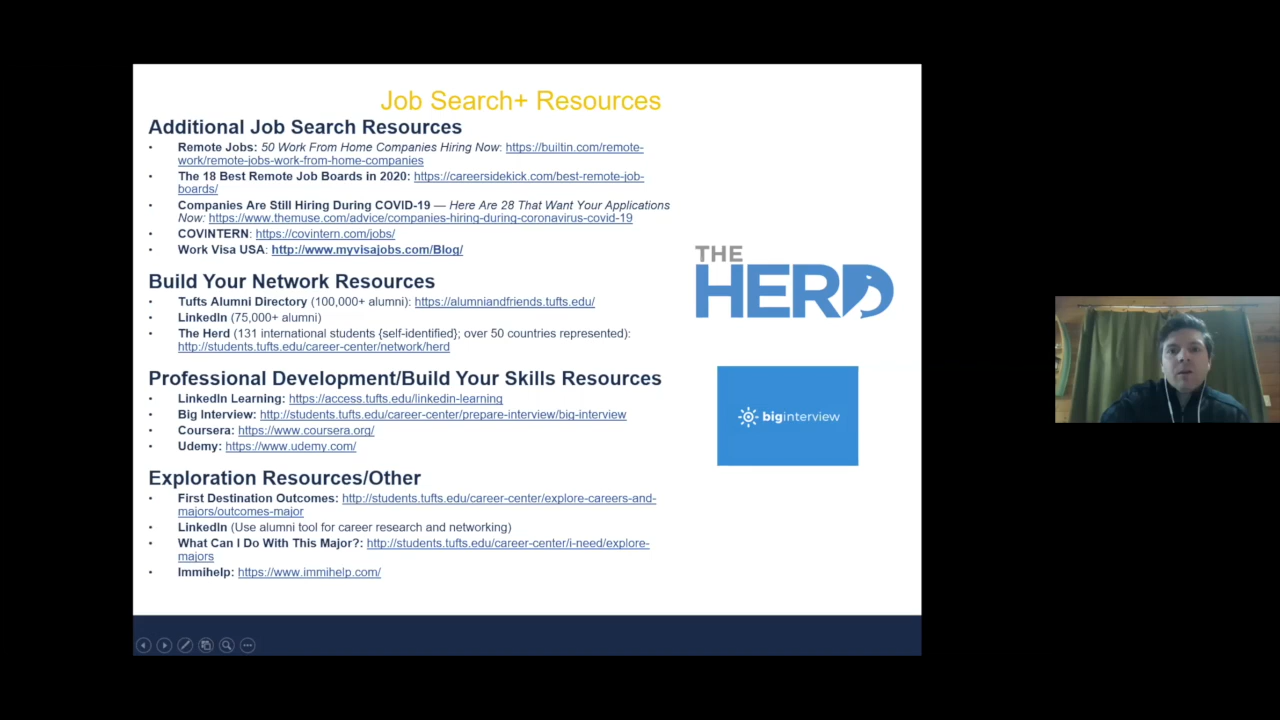 Job Search+ Resources
Additional Job Search Resources
• Remote Jobs: 50 Work From Home Companies Hiring Now: https://builtin.com/remote-
work/remote-jobs-work-from-home-companies
• The 18 Best Remote Job Boards in 2020: https://careersidekick.com/best-remote-job-
boards/
• Companies Are Still Hiring During COVID-19 — Here Are 28 That Want Your Applications
Now: https://www.themuse.com/advice/companies-hiring-during-coronavirus-covid-19
• COVINTERN: https://covintern.com/jobs/
• Work Visa USA: http://www.myvisajobs.com/Blog/
Build Your Network Resources
• Tufts Alumni Directory (100,000+ alumni): https://alumniandfriends.tufts.edu/
• LinkedIn (75,000+ alumni)
• The Herd (131 international students {self-identified}; over 50 countries represented):
http://students.tufts.edu/career-center/network/herd
Professional Development/Build Your Skills Resources
• LinkedIn Learning: https://access.tufts.edu/linkedin-learning
• Big Interview: http://students.tufts.edu/career-center/prepare-interview/big-interview
• Coursera: https://www.coursera.org/
• Udemy: https://www.udemy.com/
Exploration Resources/Other
• First Destination Outcomes: http://students.tufts.edu/career-center/explore-careers-and-
majors/outcomes-major
• LinkedIn (Use alumni tool for career research and networking)
• What Can I Do With This Major?: http://students.tufts.edu/career-center/i-need/explore-
majors
• Immihelp: https://www.immihelp.com/
THE
HERD
biginterview